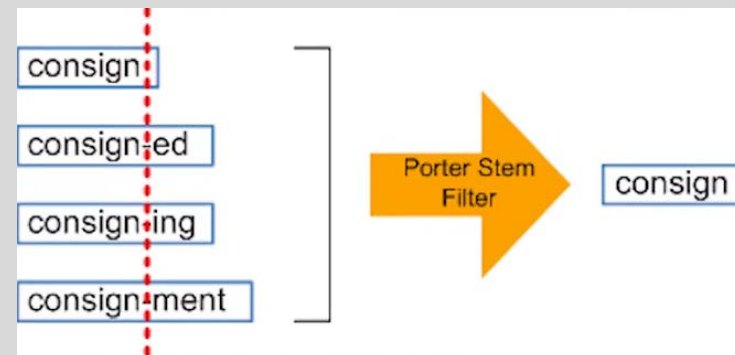 consign
consign-ed
consign-ing
consign-ment
Porter Stem
Filter
consign